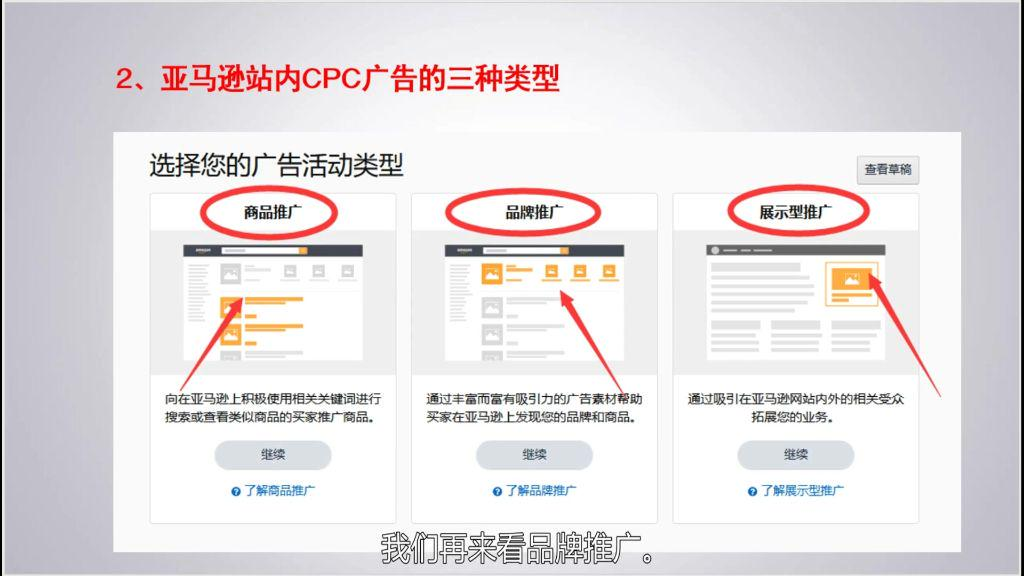 2、亚马逊站内CPC广告的三种类型
选择您的广告活动类型
查看草稿
商品推广
amazon
向在亚马逊上积极使用相关关键词进行
搜索或查看类似商品的买家推广商品。
继续
了解商品推广
品牌推广
amazon
通过丰富而富有吸引力的广告素材帮助
买家在亚马逊上发现您的品牌和商品。
继续
了解品牌推广
展示型推广
通过吸引在亚马逊网站内外的相关受众
拓展您的业务。
继续
了解展示型推广
我们再来看品牌推广。